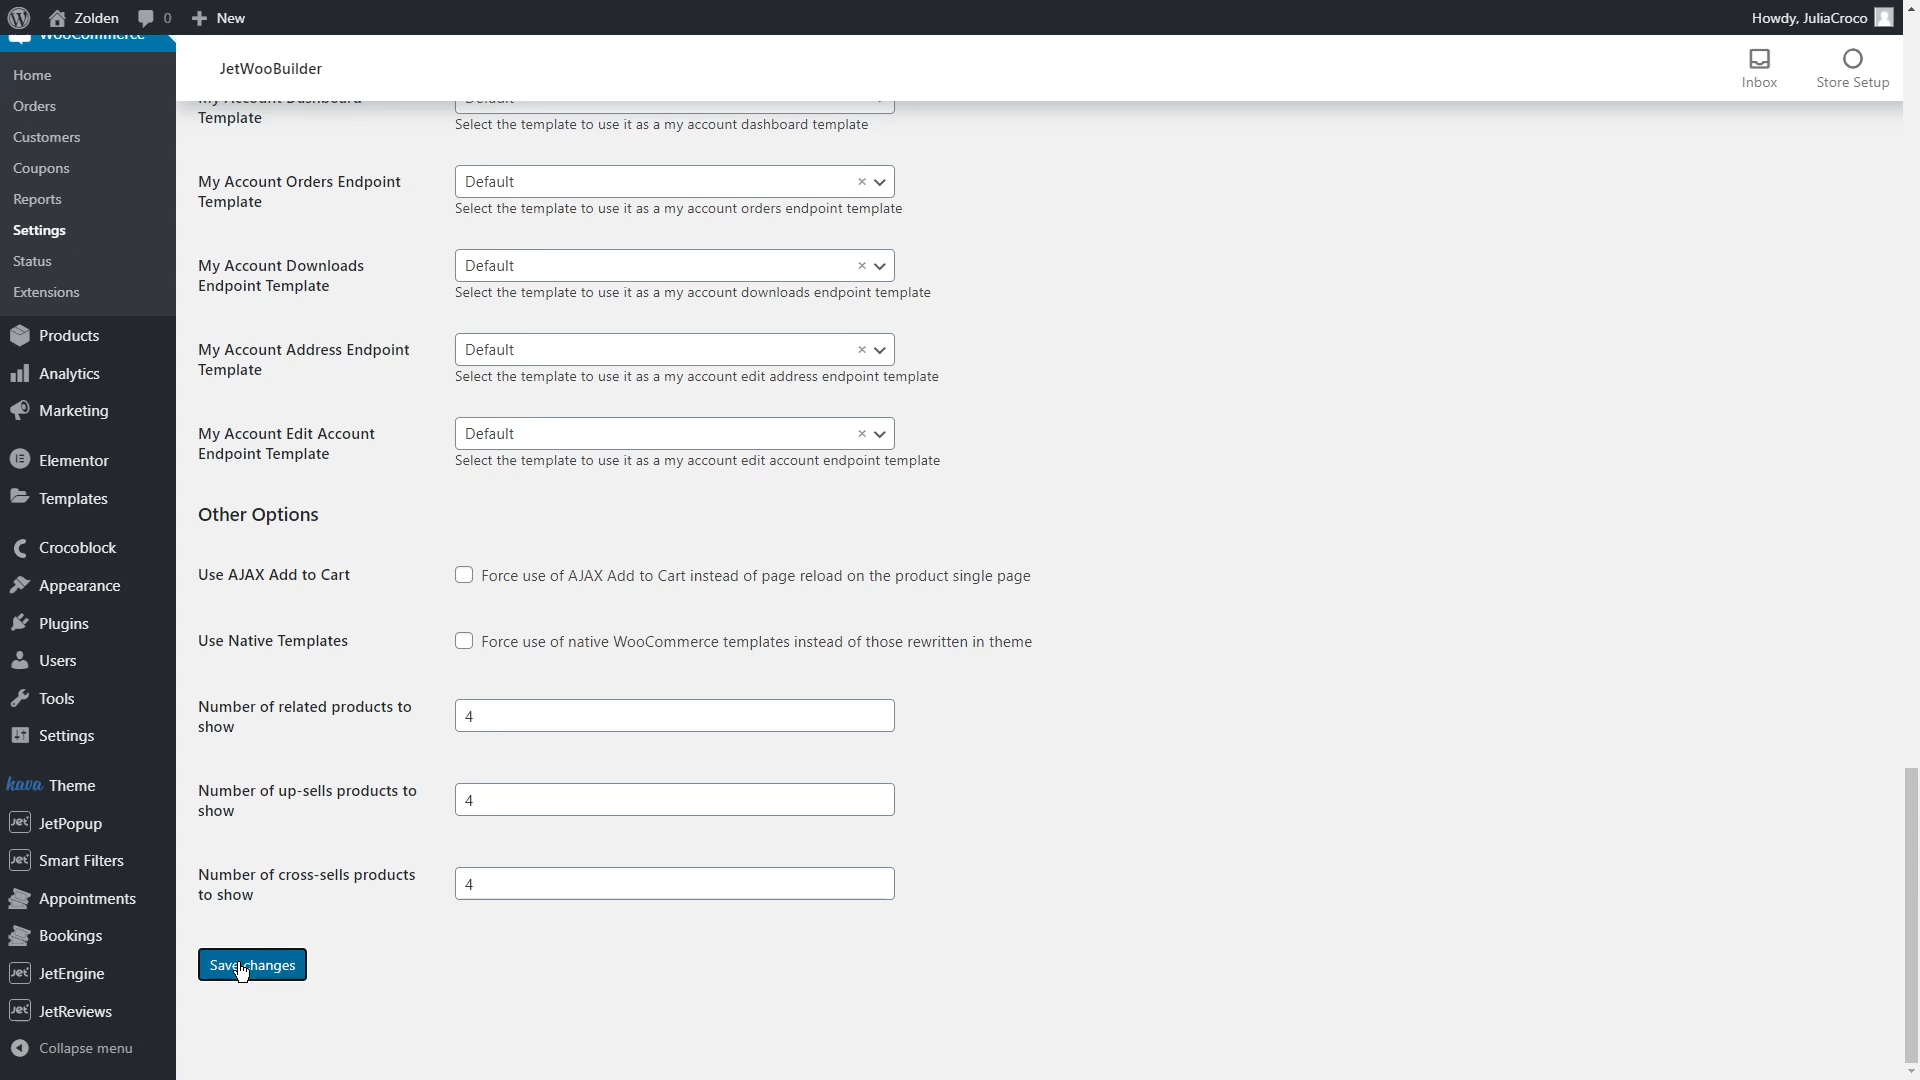 Zolden
0
New
Howdy, JuliaCroco
WooCommerce
Home
Orders
Customers
Coupons
Reports
Settings
Status
Extensions
Products
Analytics
Marketing
Elementor
Templates
Crocoblock
Appearance
Plugins
Users
Tools
Settings
kava Theme
Jet JetPopup
Jet Smart Filters
Appointments
Bookings
Jet JetEngine
Jet JetReviews
Collapse menu
JetWooBuilder
Inbox
Store Setup
My Account Dashboard
Template
Default
Select the template to use it as a my account dashboard template
My Account Orders Endpoint
Template
Default
Select the template to use it as a my account orders endpoint template
My Account Downloads
Endpoint Template
Default
Select the template to use it as a my account downloads endpoint template
My Account Address Endpoint
Template
Default
Select the template to use it as a my account edit address endpoint template
My Account Edit Account
Endpoint Template
Default
Select the template to use it as a my account edit account endpoint template
Other Options
Use AJAX Add to Cart
Force use of AJAX Add to Cart instead of page reload on the product single page
Use Native Templates
Force use of native WooCommerce templates instead of those rewritten in theme
Number of related products to
show
4
Number of up-sells products to
show
4
Number of cross-sells products
to show
4
Save changes